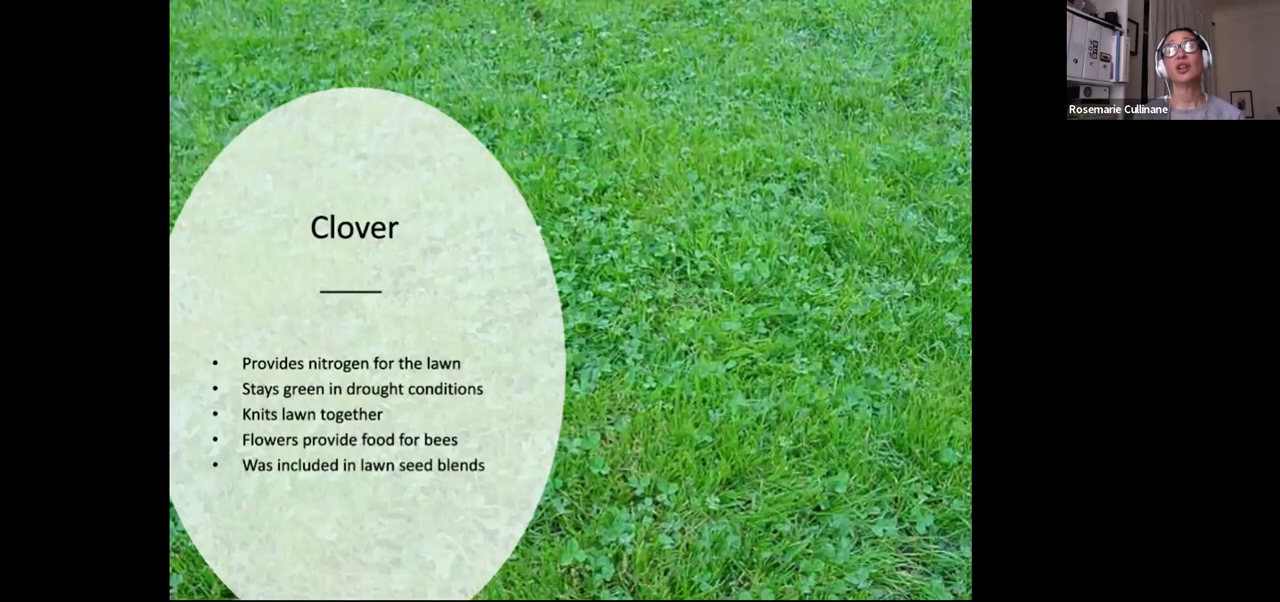 Clover
• Provides nitrogen for the lawn
• Stays green in drought conditions
• Knits lawn together
• Flowers provide food for bees
• Was included in lawn seed blends
Rosemarie Cullinane